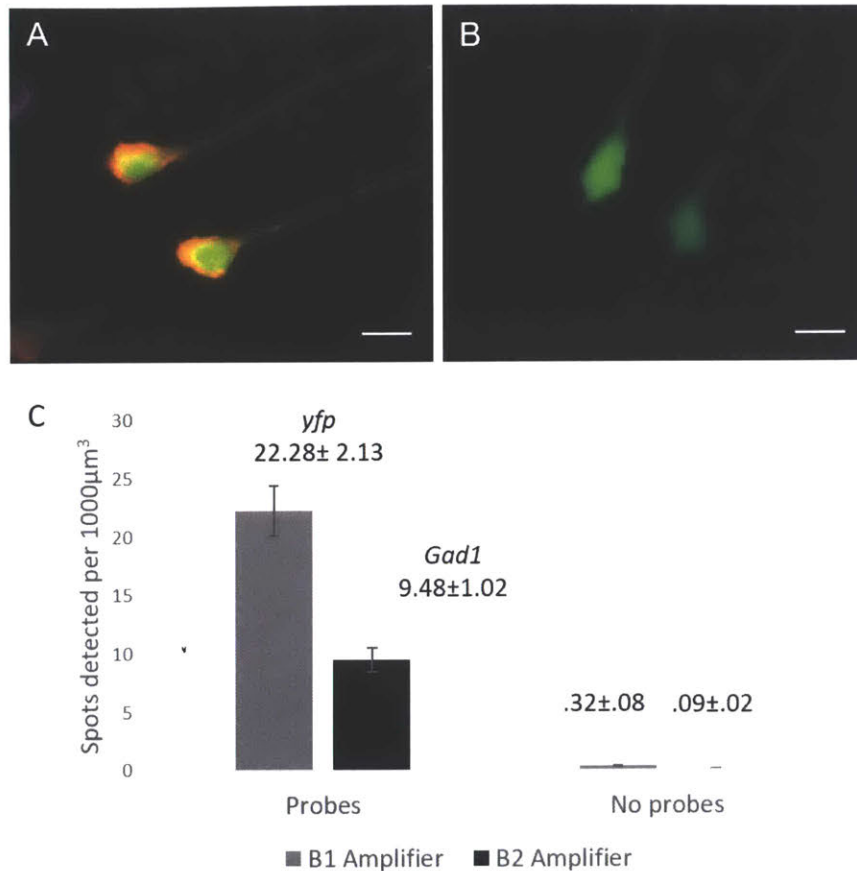 A
B
C
Spots detected per 1000µm³
30
25
20
15
10
5
0
yfp
22.28± 2.13
Gad1
9.48±1.02
.32±.08
.09±.02
Probes
No probes
B1 Amplifier
B2 Amplifier